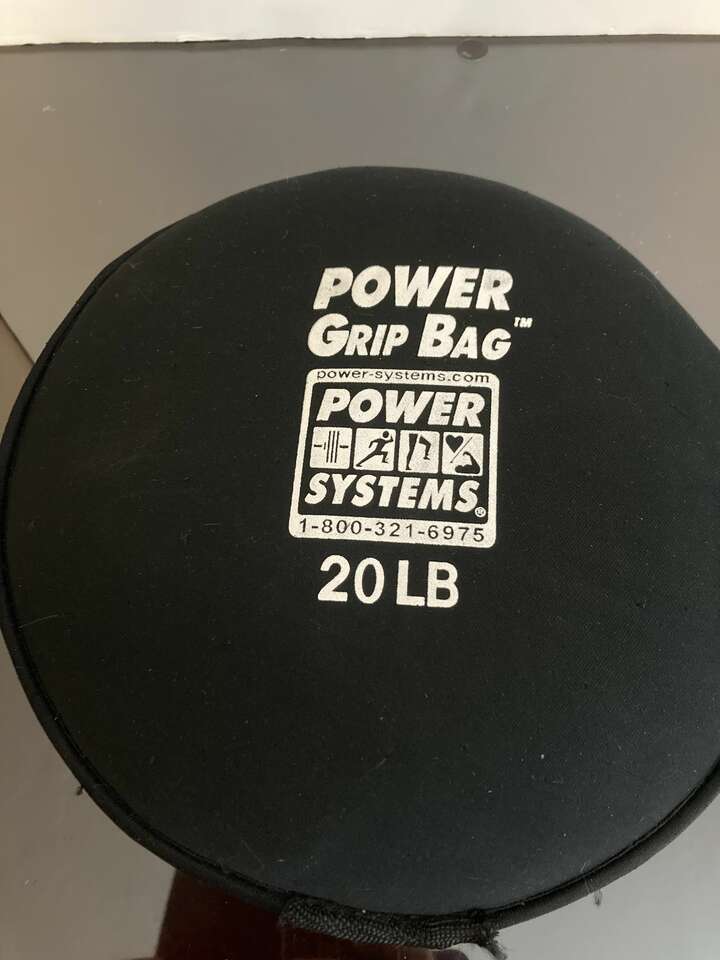 POWER
GRIP BAG™
power-systems.com
POWER
SYSTEMS®
1-800-321-6975
20 LB